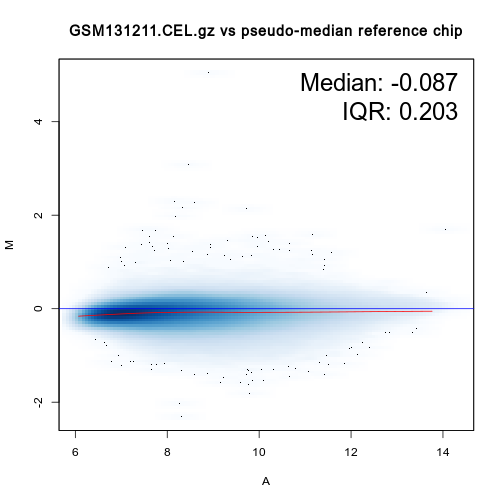 GSM131211.CEL.gz vs pseudo-median reference chip
Median: -0.087
IQR: 0.203
4
2
0
-2
M
6 8 10 12 14
A